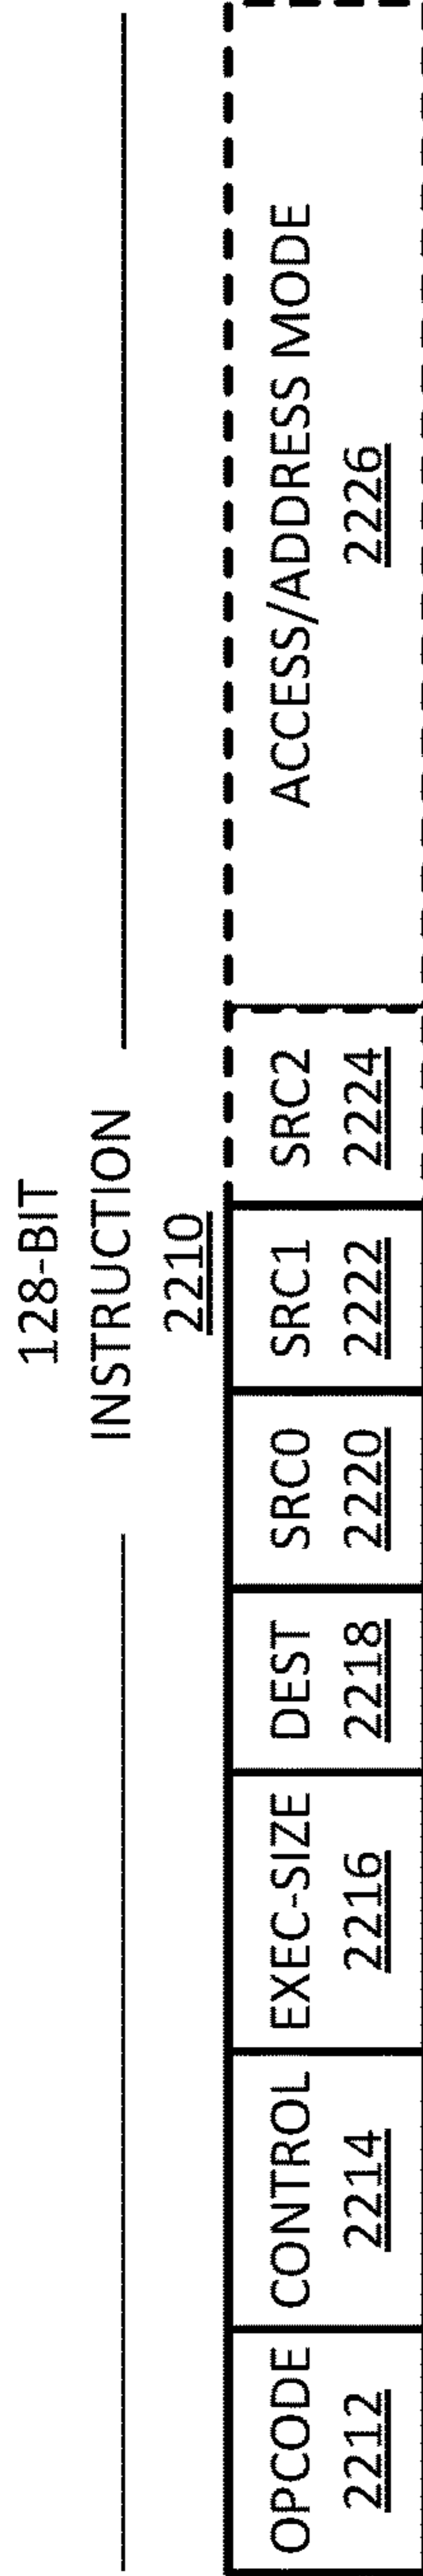 128-BIT
INSTRUCTION
2210
OPCODE
2212
CONTROL
2214
EXEC-SIZE
2216
DEST
2218
SRC0
2220
SRC1
2222
SRC2
2224
ACCESS/ADDRESS MODE
2226